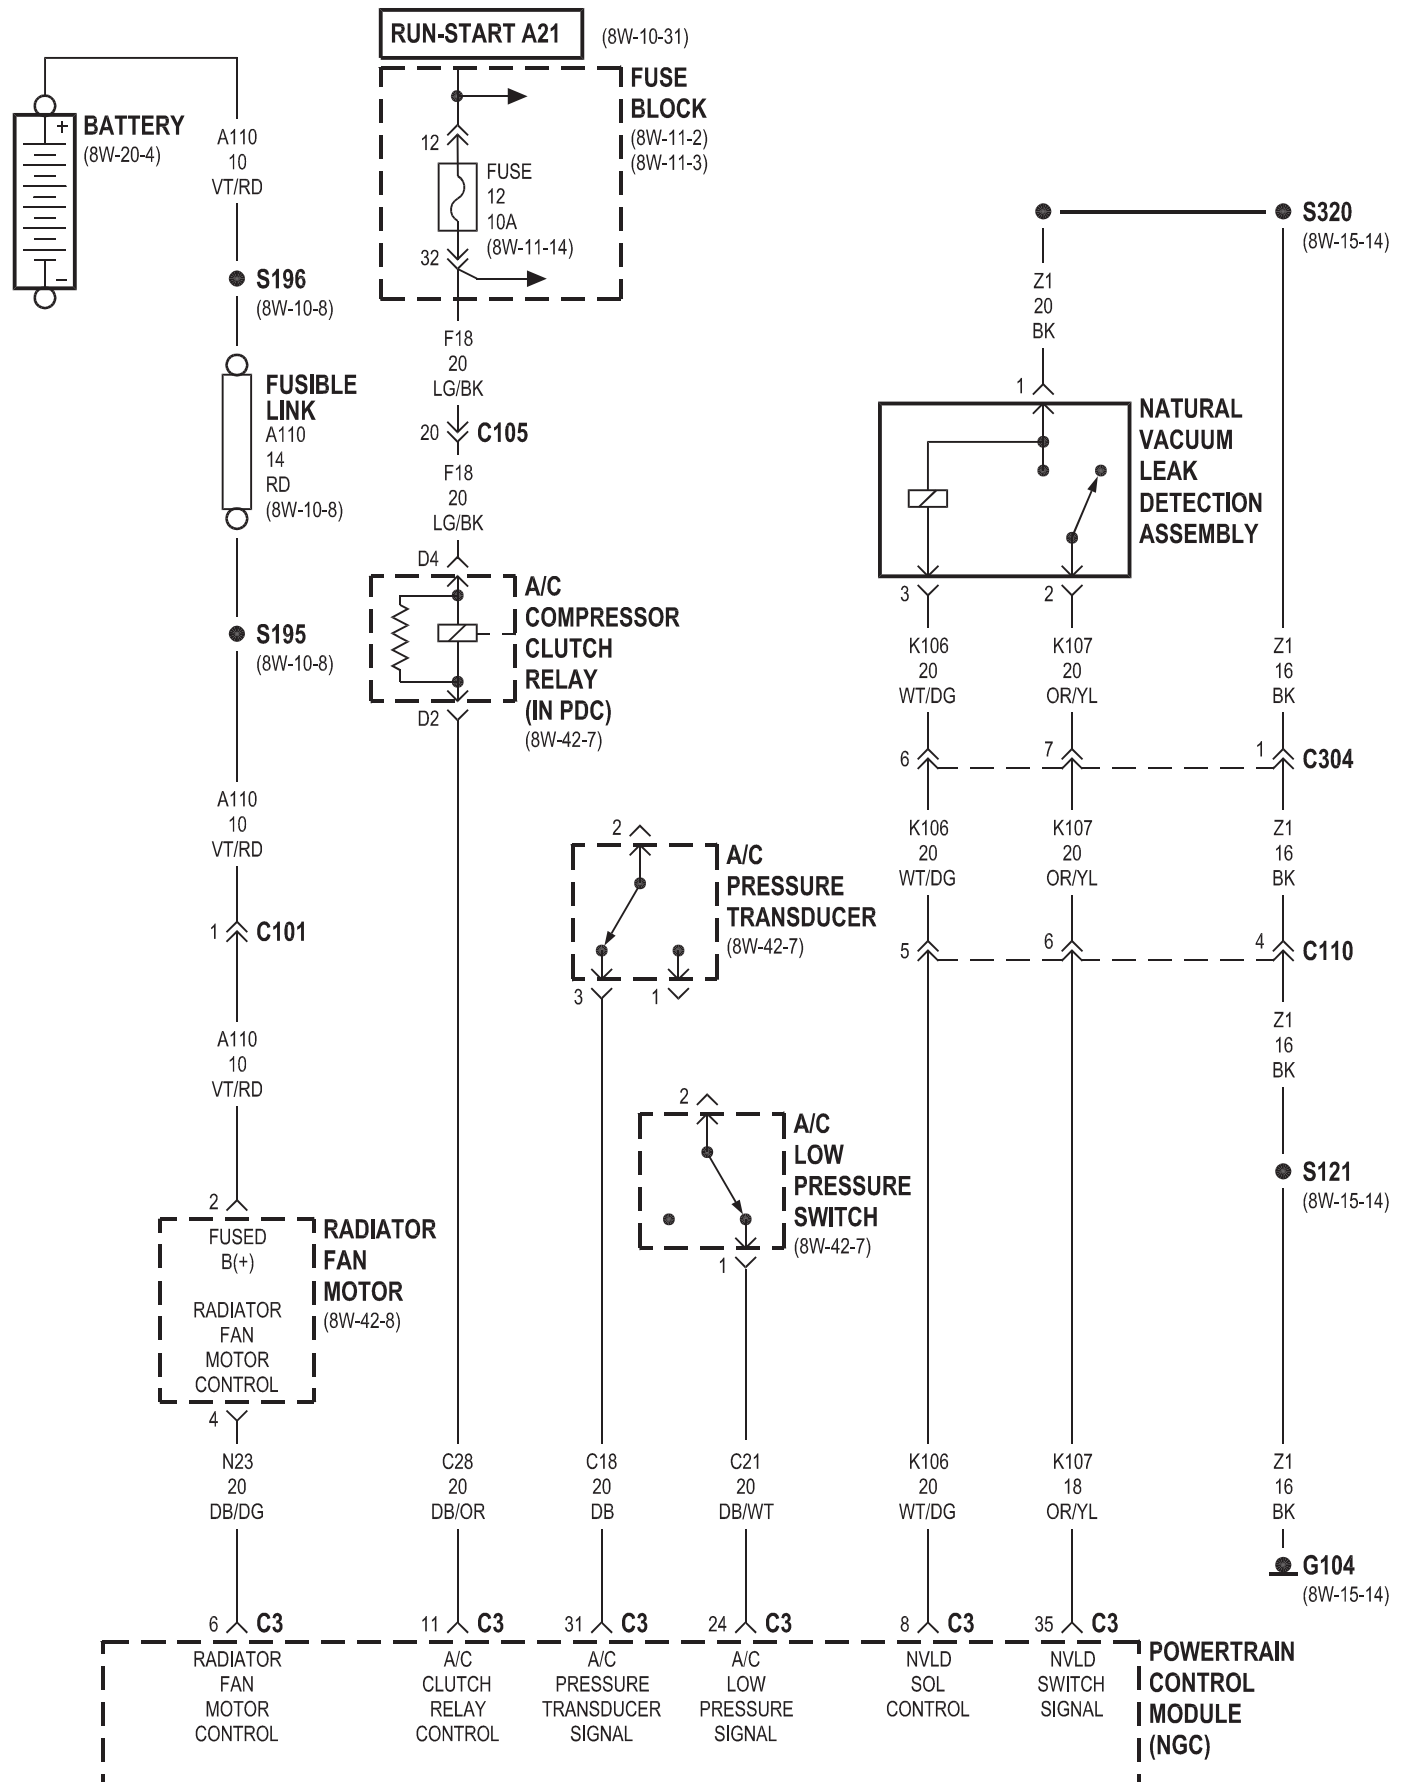 RUN-START A21
(8W-10-31)
FUSE
BLOCK
(8W-11-2)
(8W-11-3)
12
FUSE
12
10A
(8W-11-14)
32
+
-
BATTERY
(8W-20-4)
A110
10
VT/RD
S196
(8W-10-8)
FUSIBLE
LINK
A110
14
RD
(8W-10-8)
S195
(8W-10-8)
A110
10
VT/RD
1
C101
A110
10
VT/RD
2
FUSED
B(+)
RADIATOR
FAN
MOTOR
CONTROL
RADIATOR
FAN
MOTOR
(8W-42-8)
4
N23
20
DB/DG
6
C3
RADIATOR
FAN
MOTOR
CONTROL
F18
20
LG/BK
20
C105
F18
20
LG/BK
D4
A/C
COMPRESSOR
CLUTCH
RELAY
(IN PDC)
(8W-42-7)
D2
C28
20
DB/OR
11
C3
A/C
CLUTCH
RELAY
CONTROL
2
A/C
PRESSURE
TRANSDUCER
(8W-42-7)
3
1
C18
20
DB
31
C3
A/C
PRESSURE
TRANSDUCER
SIGNAL
2
A/C
LOW
PRESSURE
SWITCH
(8W-42-7)
1
C21
20
DB/WT
24
C3
A/C
LOW
PRESSURE
SIGNAL
S320
(8W-15-14)
Z1
20
BK
1
NATURAL
VACUUM
LEAK
DETECTION
ASSEMBLY
3
2
K106
20
WT/DG
K107
20
OR/YL
Z1
16
BK
6
7
1
C304
K106
20
WT/DG
K107
20
OR/YL
Z1
16
BK
5
6
4
C110
Z1
16
BK
S121
(8W-15-14)
K106
20
WT/DG
K107
18
OR/YL
Z1
16
BK
G104
(8W-15-14)
8
C3
NVLD
SOL
CONTROL
35
C3
NVLD
SWITCH
SIGNAL
POWERTRAIN
CONTROL
MODULE
(NGC)